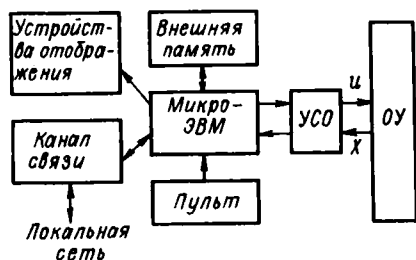 Устройст-
ва отобра-
жения
Внешняя
память
Микро-
ЭВМ
УСО
u
X
ОУ
Канал
связи
Пульт
Локальная
сеть